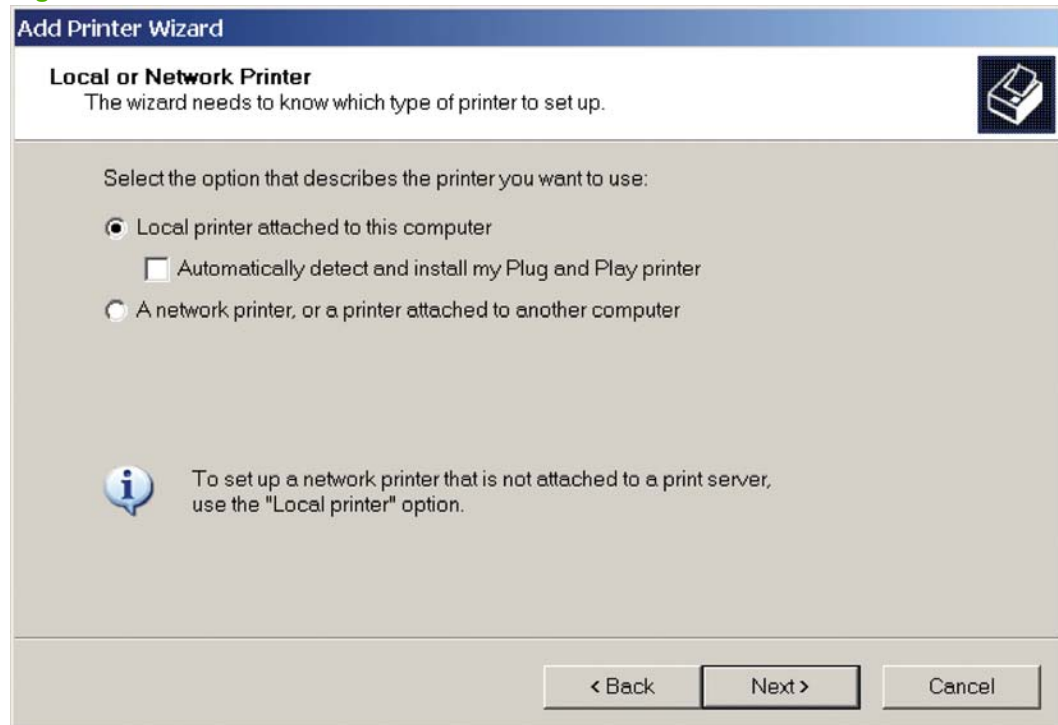 Add Printer Wizard
Local or Network Printer
The wizard needs to know which type of printer to set up.
Select the option that describes the printer you want to use:
Local printer attached to this computer
Automatically detect and install my Plug and Play printer
A network printer, or a printer attached to another computer
To set up a network printer that is not attached to a print server,
use the "Local printer" option.
< Back
Next >
Cancel